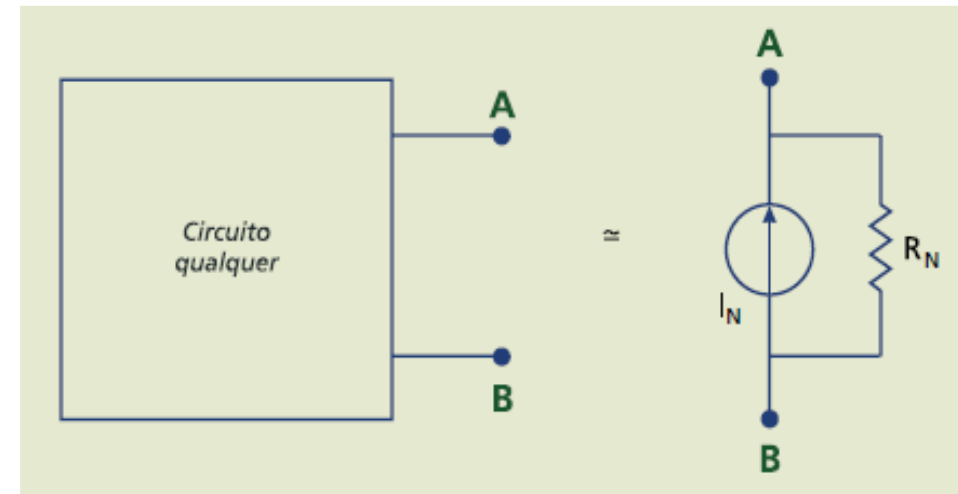 A
B
Circuito
qualquer
≃
A
I_N
R_N
B